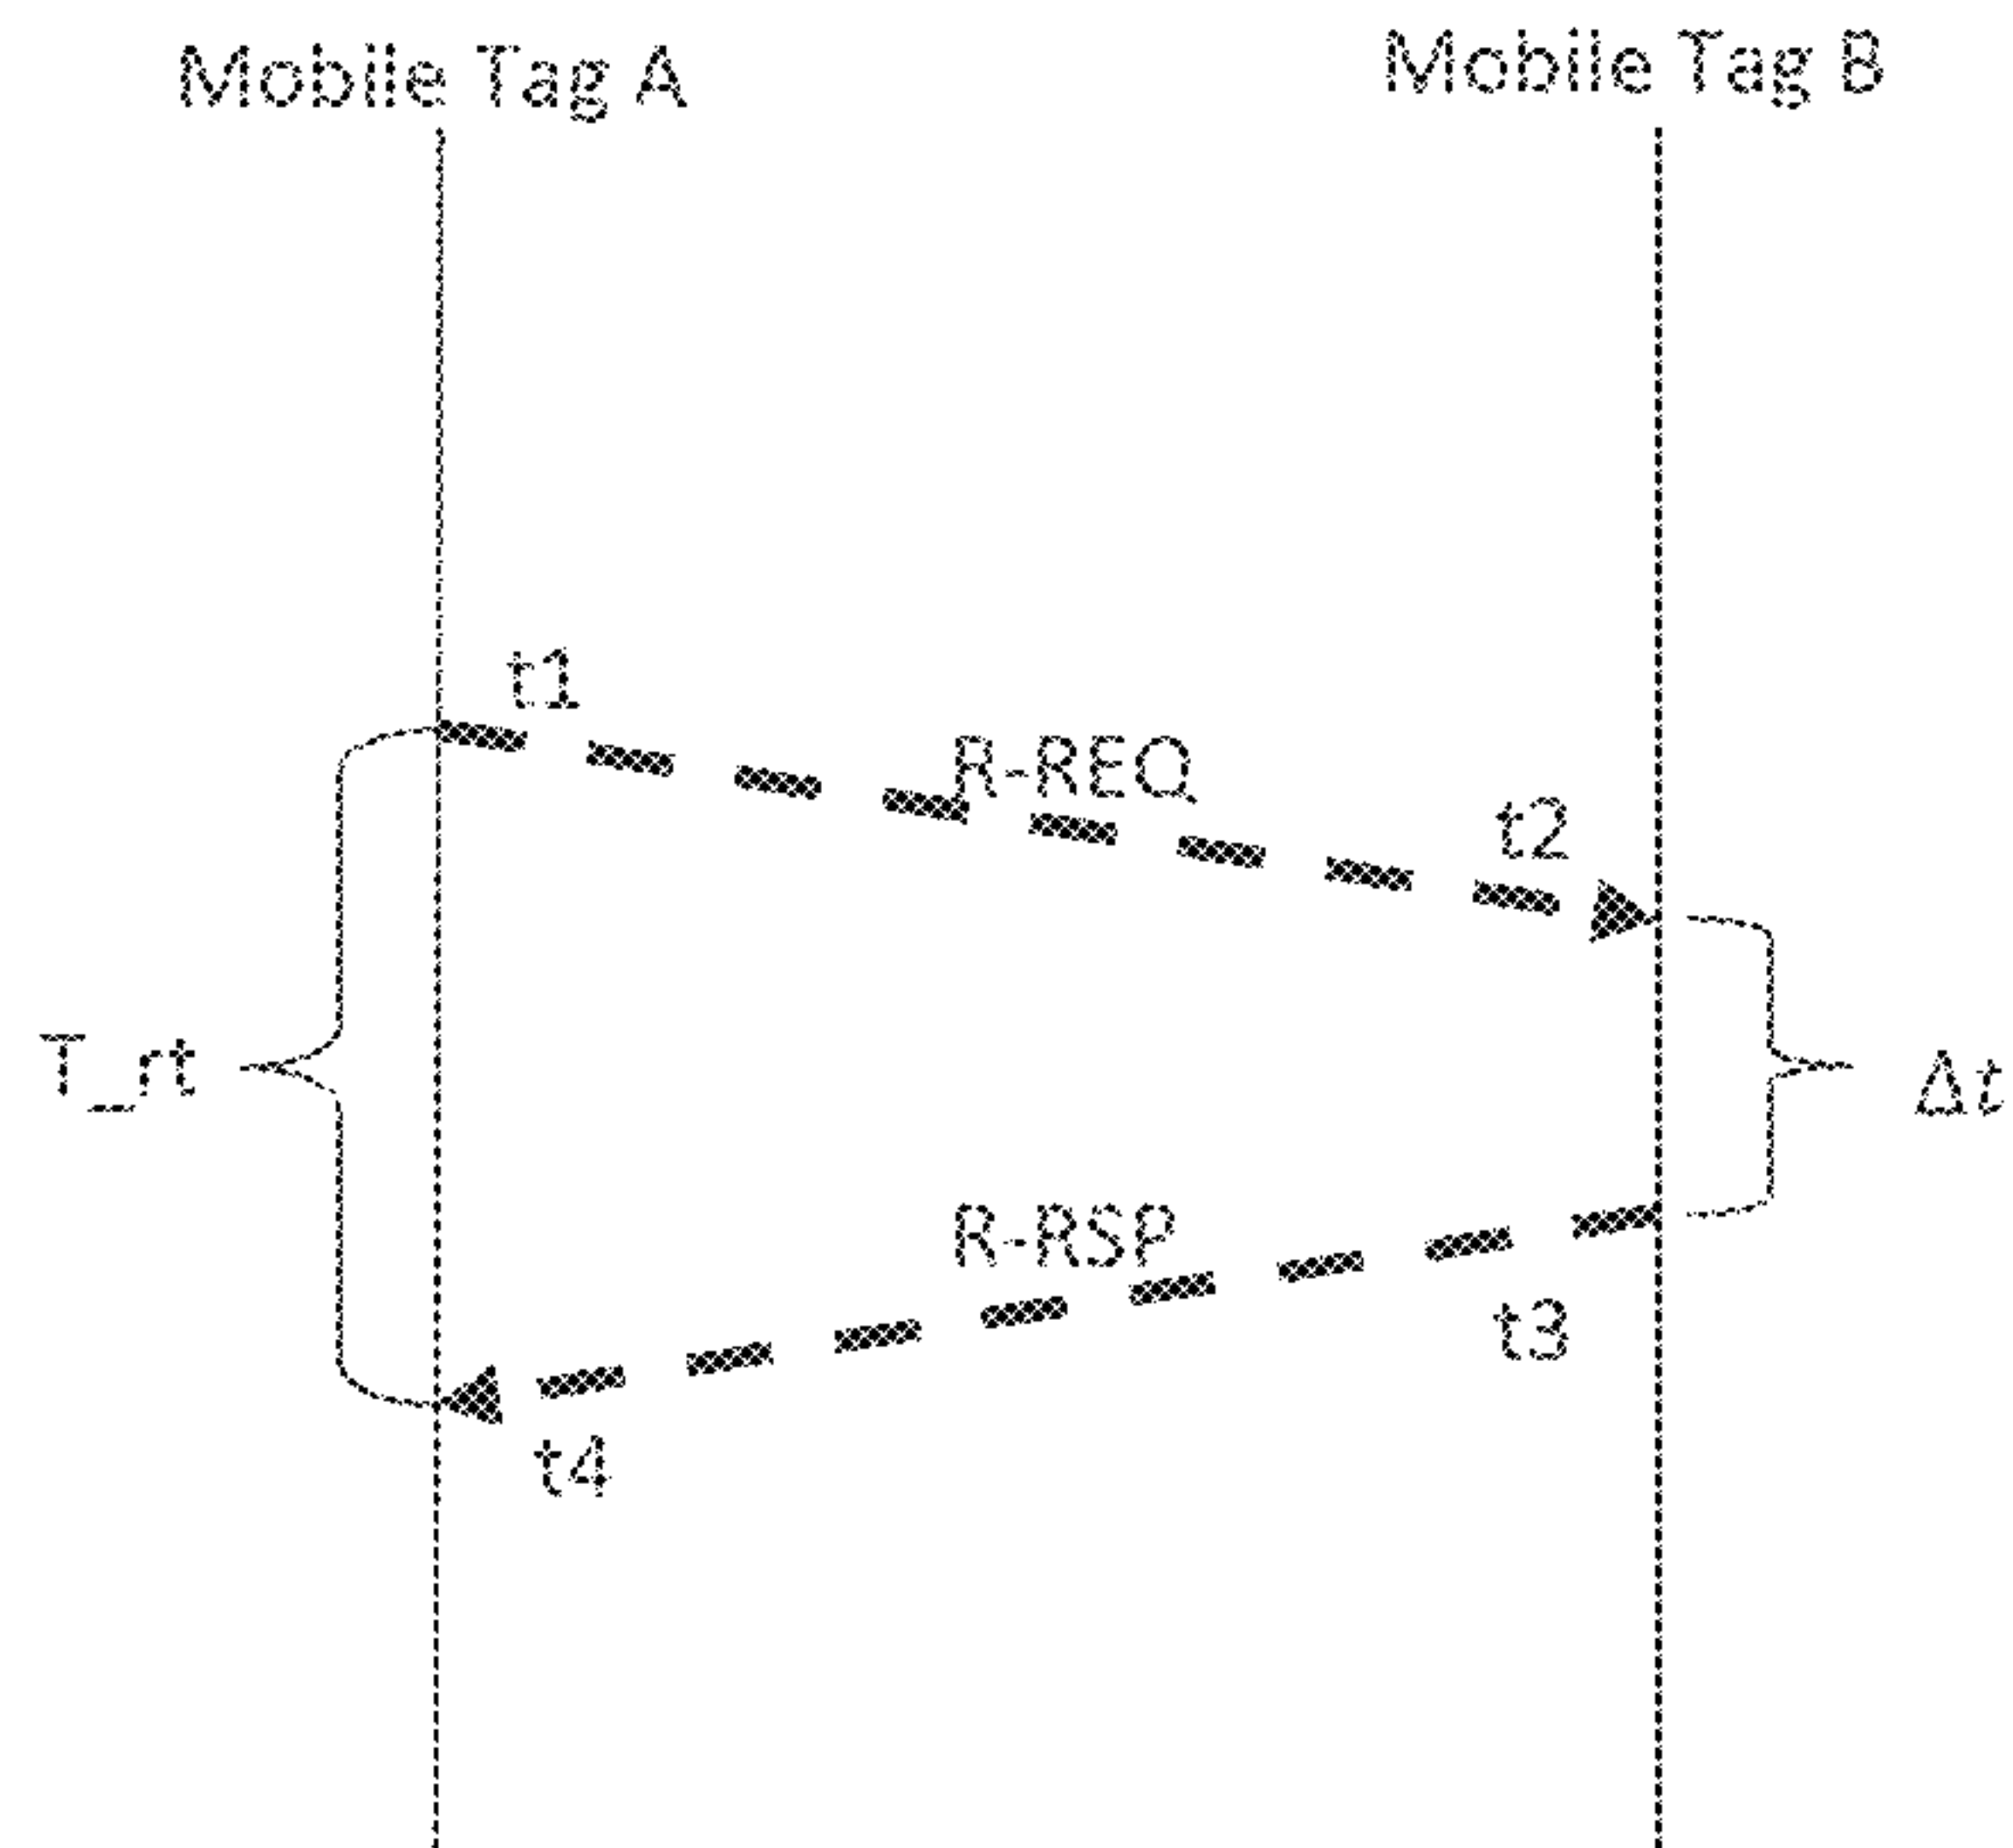 Mobile Tag A
Mobile Tag B
t1
R-REQ
t2
T_rt
Δt
R-RSP
t3
t4